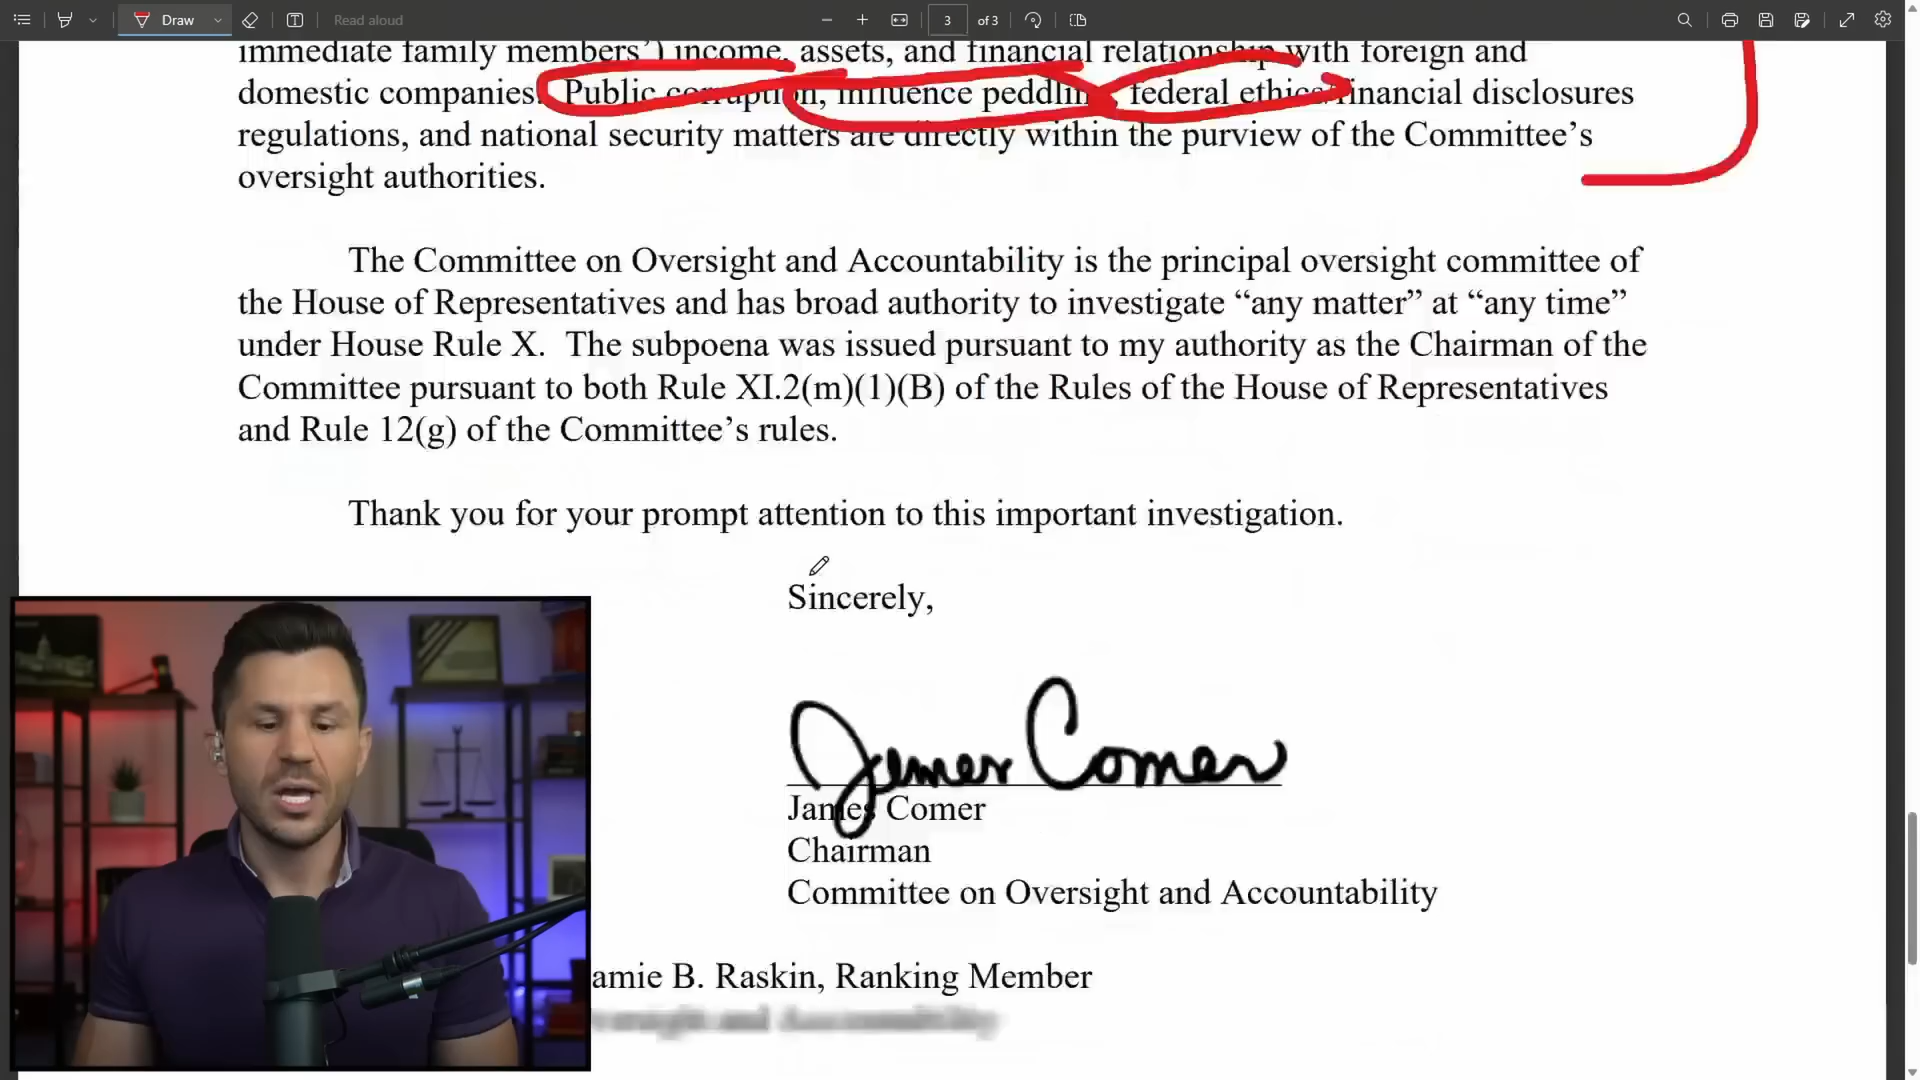 Draw
Read aloud
3
of 3
immediate family members’) income, assets, and financial relationship with foreign and
domestic companies. Public corruption, influence peddling, federal ethics financial disclosures
regulations, and national security matters are directly within the purview of the Committee’s
oversight authorities.
The Committee on Oversight and Accountability is the principal oversight committee of
the House of Representatives and has broad authority to investigate “any matter” at “any time”
under House Rule X. The subpoena was issued pursuant to my authority as the Chairman of the
Committee pursuant to both Rule XI.2(m)(1)(B) of the Rules of the House of Representatives
and Rule 12(g) of the Committee’s rules.
Thank you for your prompt attention to this important investigation.
Sincerely,
James Comer
James Comer
Chairman
Committee on Oversight and Accountability
amie B. Raskin, Ranking Member